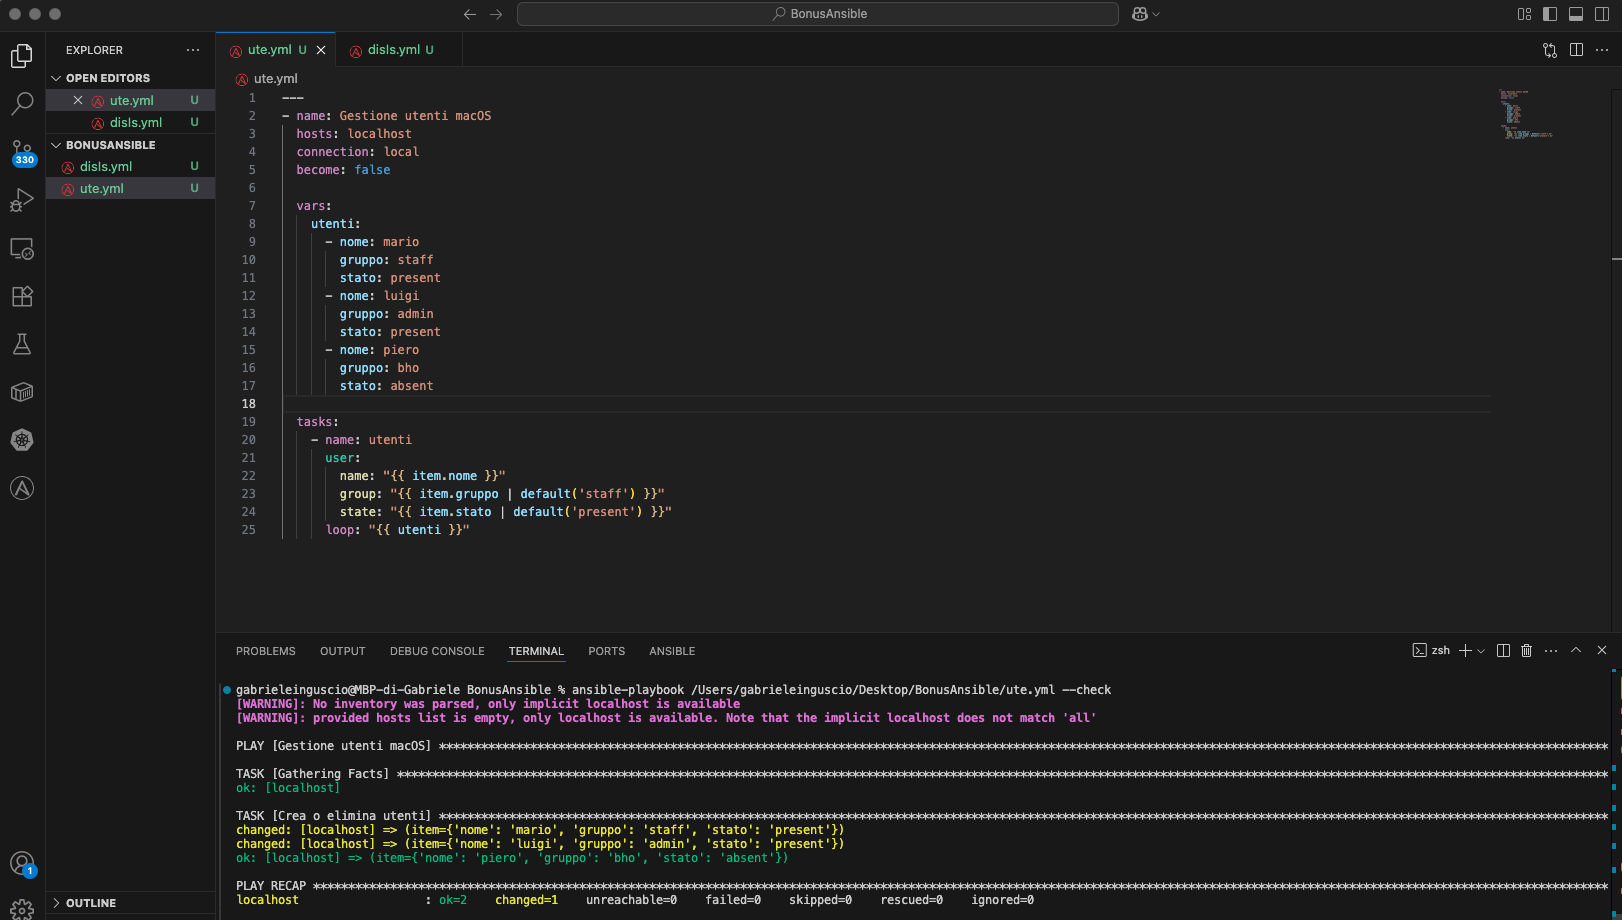 BonusAnsible
EXPLORER
OPEN EDITORS
ute.yml U
disls.yml U
BONUSANSIBLE
disls.yml U
ute.yml U
330
1
OUTLINE
ute.yml U
disls.yml U
ute.yml
1 ---
2 - name: Gestione utenti macOS
3 hosts: localhost
4 connection: local
5 become: false
6
7 vars:
8 utenti:
9 - nome: mario
10 gruppo: staff
11 stato: present
12 - nome: luigi
13 gruppo: admin
14 stato: present
15 - nome: piero
16 gruppo: bho
17 stato: absent
18
19 tasks:
20 - name: utenti
21 user:
22 name: "{{ item.nome }}"
23 group: "{{ item.gruppo | default('staff') }}"
24 state: "{{ item.stato | default('present') }}"
25 loop: "{{ utenti }}"
PROBLEMS OUTPUT DEBUG CONSOLE TERMINAL PORTS ANSIBLE
zsh
gabrieleinguscio@MBP-di-Gabriele BonusAnsible % ansible-playbook /Users/gabrieleinguscio/Desktop/BonusAnsible/ute.yml --check
[WARNING]: No inventory was parsed, only implicit localhost is available
[WARNING]: provided hosts list is empty, only localhost is available. Note that the implicit localhost does not match 'all'
PLAY [Gestione utenti macOS] ***********************************************************************
TASK [Gathering Facts] ***********************************************************************
ok: [localhost]
TASK [Crea o elimina utenti] ***********************************************************************
changed: [localhost] => (item={'nome': 'mario', 'gruppo': 'staff', 'stato': 'present'})
changed: [localhost] => (item={'nome': 'luigi', 'gruppo': 'admin', 'stato': 'present'})
ok: [localhost] => (item={'nome': 'piero', 'gruppo': 'bho', 'stato': 'absent'})
PLAY RECAP ***********************************************************************
localhost : ok=2 changed=1 unreachable=0 failed=0 skipped=0 rescued=0 ignored=0